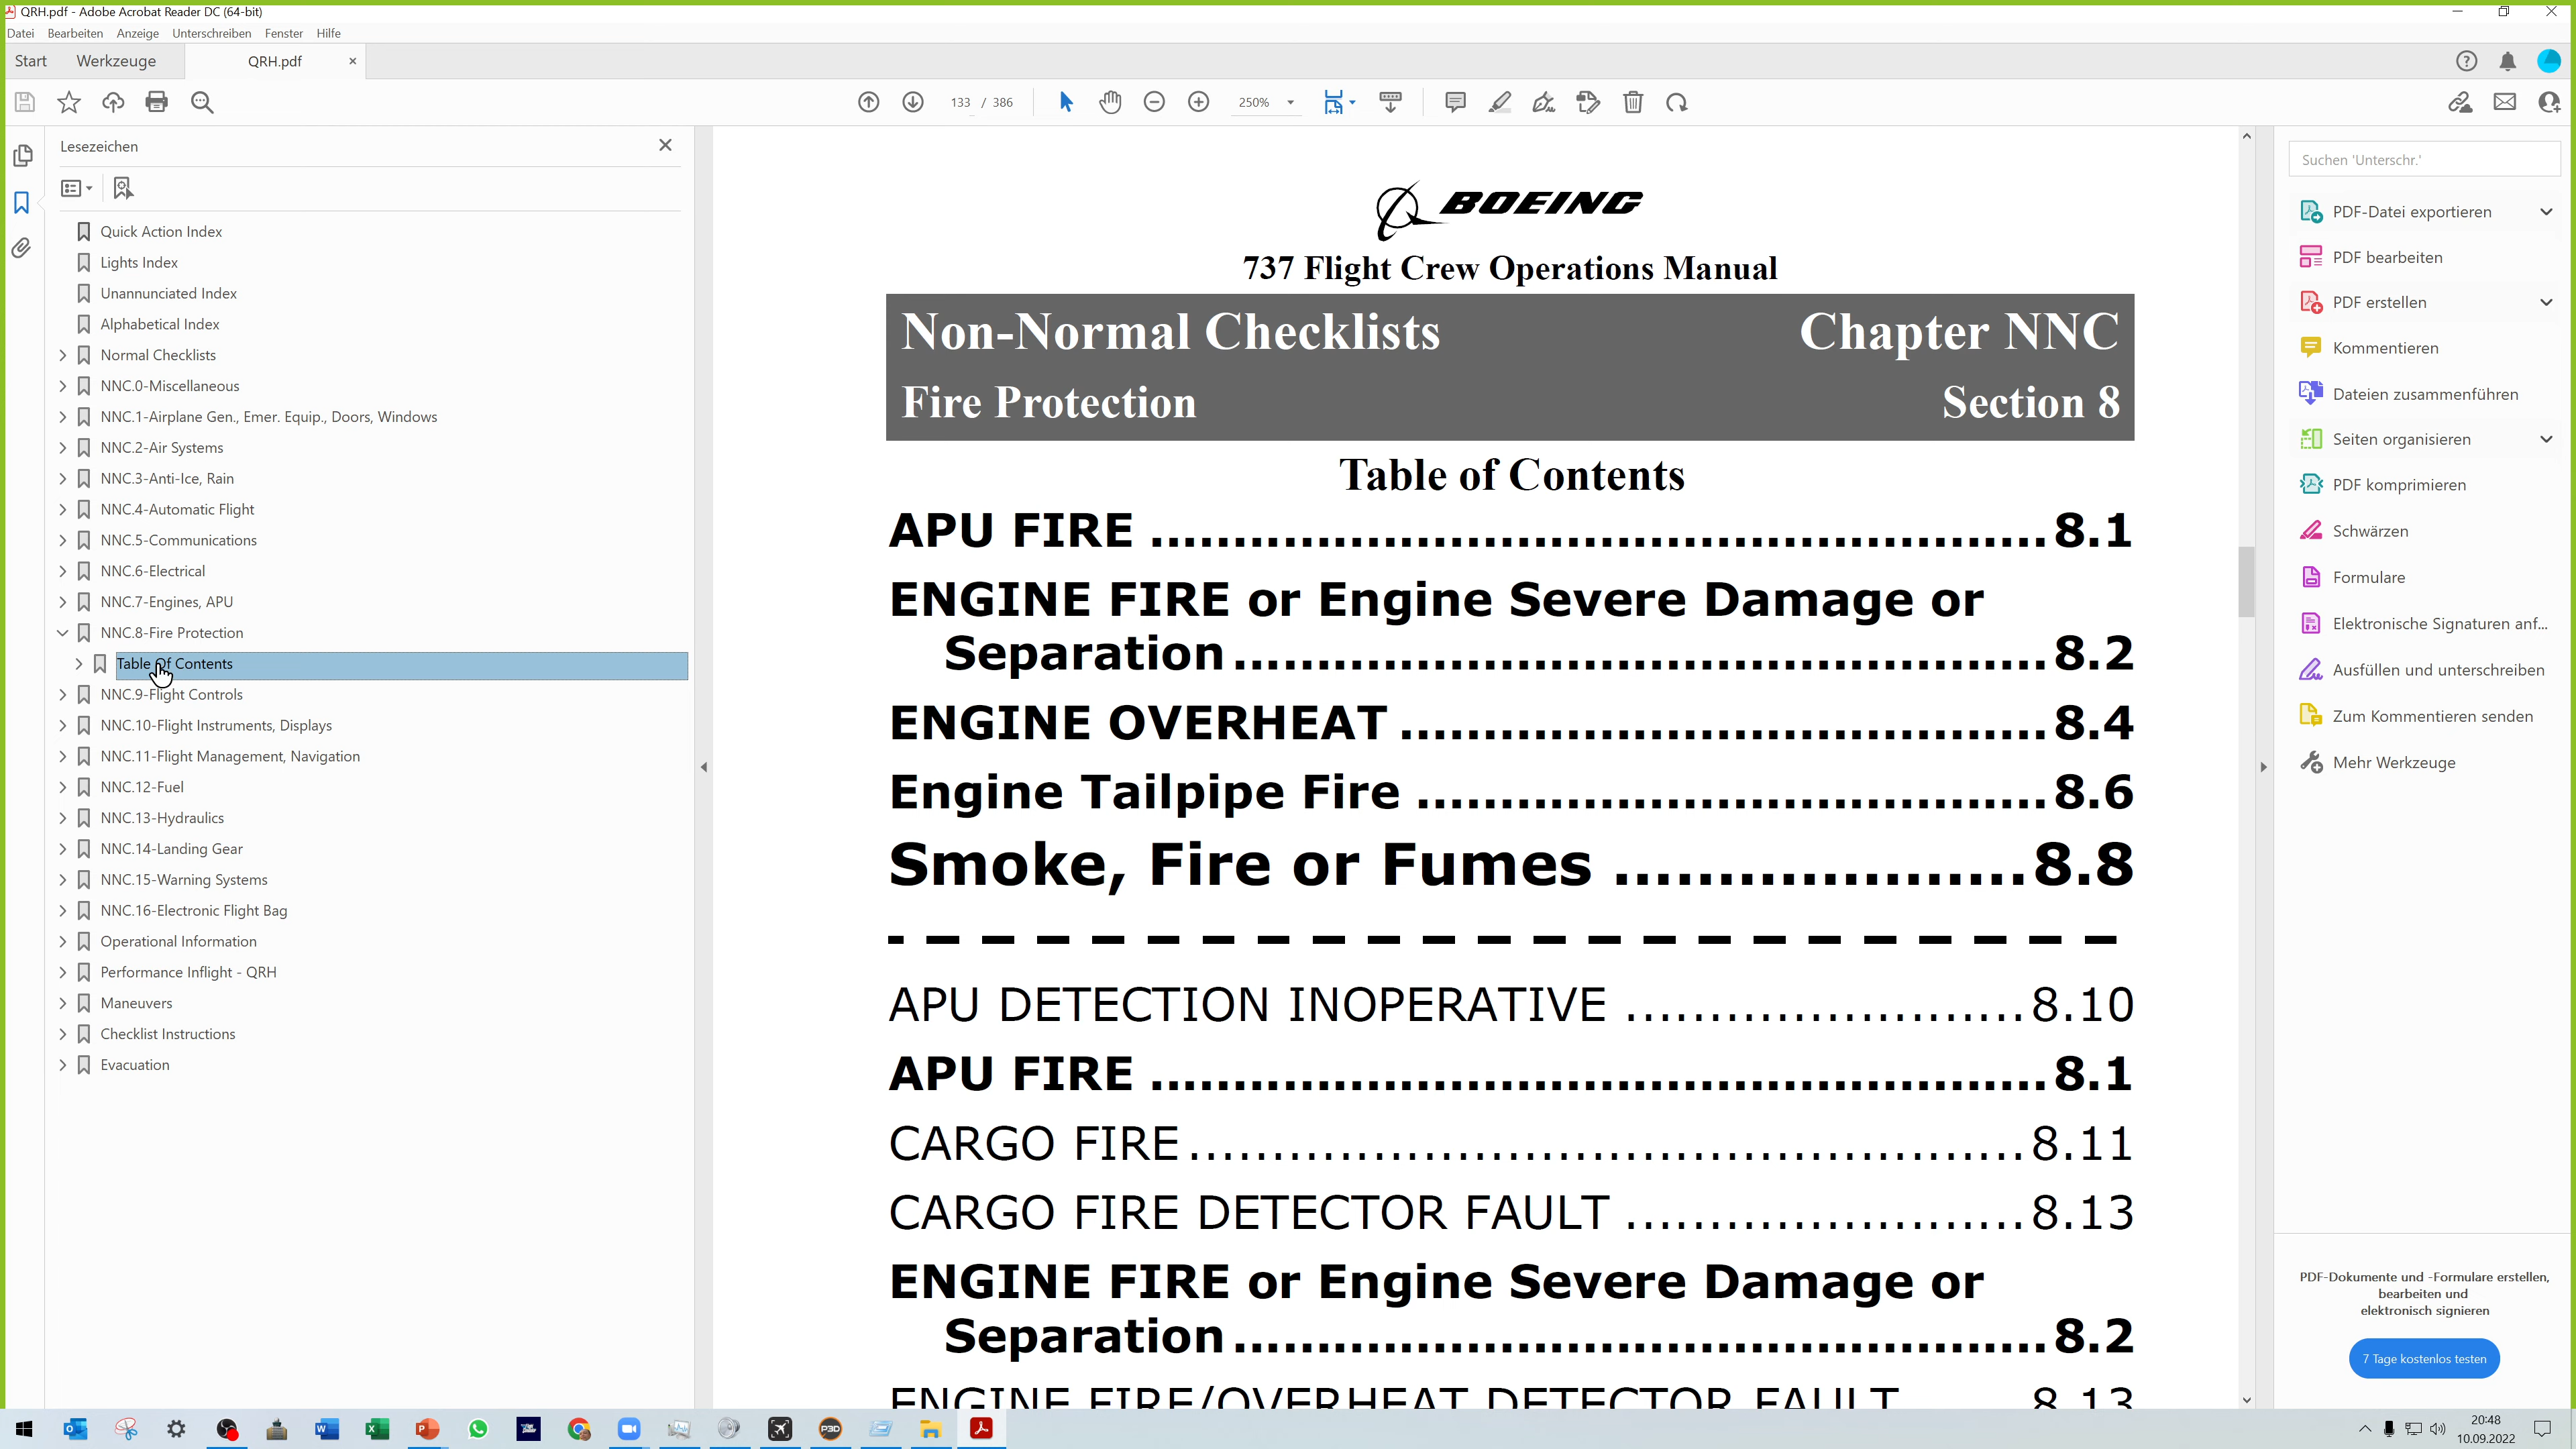 QRH.pdf - Adobe Acrobat Reader DC (64-bit)
Datei Bearbeiten Anzeige Unterschreiben Fenster Hilfe
Start Werkzeuge QRH.pdf
133 / 386 250%
Lesezeichen
Quick Action Index
Lights Index
Unannunciated Index
Alphabetical Index
Normal Checklists
NNC.0-Miscellaneous
NNC.1-Airplane Gen., Emer. Equip., Doors, Windows
NNC.2-Air Systems
NNC.3-Anti-Ice, Rain
NNC.4-Automatic Flight
NNC.5-Communications
NNC.6-Electrical
NNC.7-Engines, APU
NNC.8-Fire Protection
Table Of Contents
NNC.9-Flight Controls
NNC.10-Flight Instruments, Displays
NNC.11-Flight Management, Navigation
NNC.12-Fuel
NNC.13-Hydraulics
NNC.14-Landing Gear
NNC.15-Warning Systems
NNC.16-Electronic Flight Bag
Operational Information
Performance Inflight - QRH
Maneuvers
Checklist Instructions
Evacuation
BOEING
737 Flight Crew Operations Manual
Non-Normal Checklists Chapter NNC
Fire Protection Section 8
Table of Contents
APU FIRE ........................................................ 8.1
ENGINE FIRE or Engine Severe Damage or
Separation ................................................. 8.2
ENGINE OVERHEAT ....................................... 8.4
Engine Tailpipe Fire ...................................... 8.6
Smoke, Fire or Fumes .................... 8.8
APU DETECTION INOPERATIVE ........................ 8.10
APU FIRE ........................................................ 8.1
CARGO FIRE .................................................. 8.11
CARGO FIRE DETECTOR FAULT ........................ 8.13
ENGINE FIRE or Engine Severe Damage or
Separation ................................................. 8.2
ENGINE FIRE/OVERHEAT DETECTOR FAULT 8.13
Suchen 'Unterschr.'
PDF-Datei exportieren
PDF bearbeiten
PDF erstellen
Kommentieren
Dateien zusammenführen
Seiten organisieren
PDF komprimieren
Schwärzen
Formulare
Elektronische Signaturen anf...
Ausfüllen und unterschreiben
Zum Kommentieren senden
Mehr Werkzeuge
PDF-Dokumente und -Formulare erstellen,
bearbeiten und
elektronisch signieren
7 Tage kostenlos testen
P3D
20:48
10.09.2022